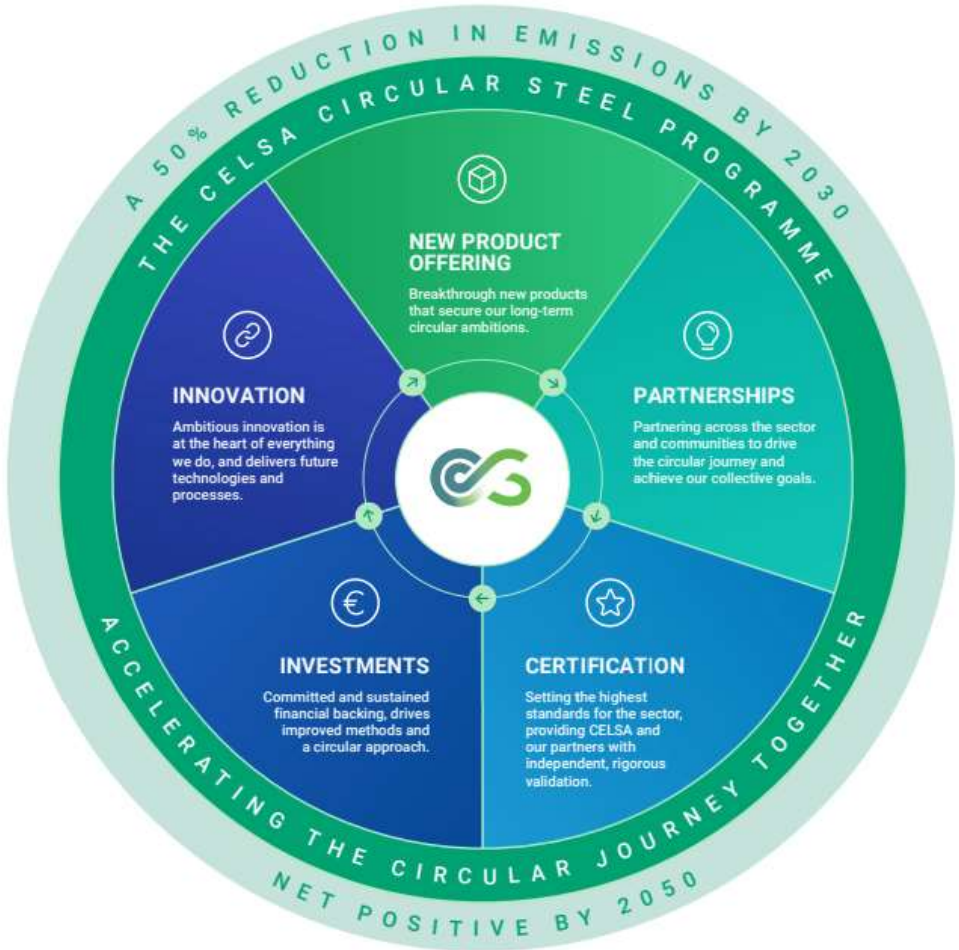 A 50% REDUCTION IN EMISSIONS BY 2030
THE CELSA CIRCULAR STEEL PROGRAMME
NEW PRODUCT
OFFERING
Breakthrough new products
that secure our long-term
circular ambitions.
INNOVATION
Ambitious innovation is
at the heart of everything
we do, and delivers future
technologies and
processes.
PARTNERSHIPS
Partnering across the sector
and communities to drive
the circular journey and
achieve our collective goals.
€
INVESTMENTS
Committed and sustained
financial backing, drives
improved methods and
a circular approach.
CERTIFICATION
Setting the highest
standards for the sector,
providing CELSA and
our partners with
independent, rigorous
validation.
ACCELERATING THE CIRCULAR JOURNEY TOGETHER
NET POSITIVE BY 2050